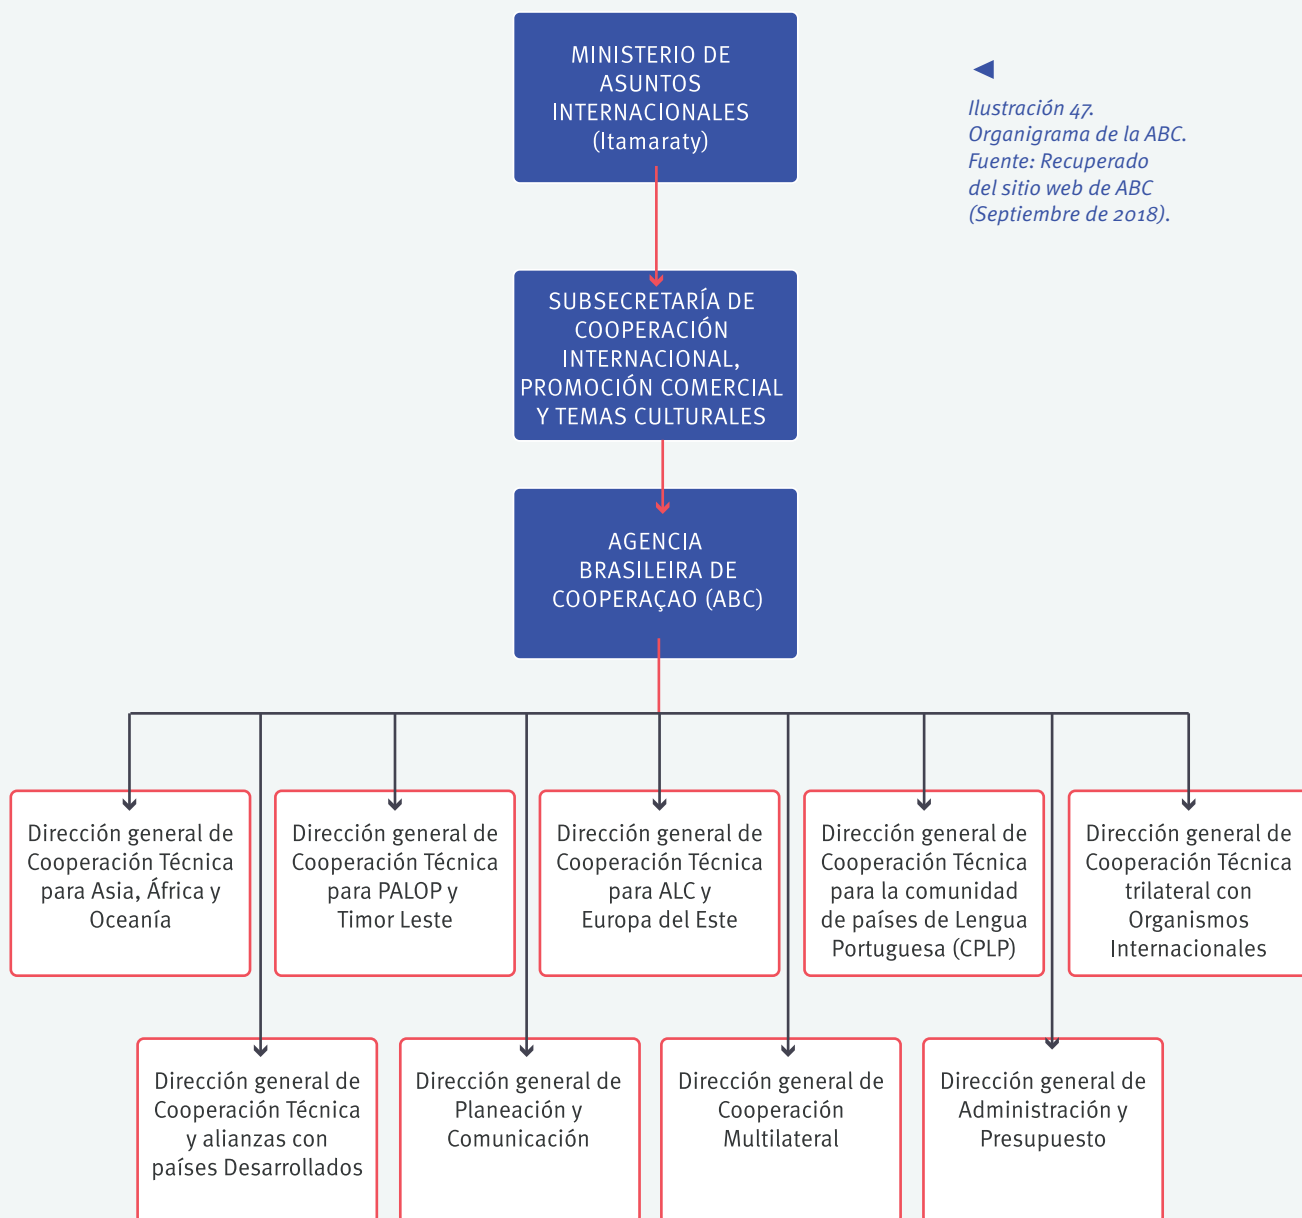 MINISTERIO DE
ASUNTOS
INTERNACIONALES
(Itamaraty)
Ilustración 47.
Organigrama de la ABC.
Fuente: Recuperado
del sitio web de ABC
(Septiembre de 2018).
SUBSECRETARÍA DE
COOPERACIÓN
INTERNACIONAL,
PROMOCIÓN COMERCIAL
Y TEMAS CULTURALES
AGENCIA
BRASILEIRA DE
COOPERAÇAO (ABC)
Dirección general de
Cooperación Técnica
para Asia, África y
Oceanía
Dirección general de
Cooperación Técnica
para PALOP y
Timor Leste
Dirección general de
Cooperación Técnica
para ALC y
Europa del Este
Dirección general de
Cooperación Técnica
para la comunidad
de países de Lengua
Portuguesa (CPLP)
Dirección general de
Cooperación Técnica
trilateral con
Organismos
Internacionales
Dirección general de
Cooperación Técnica
y alianzas con
países Desarrollados
Dirección general de
Planeación y
Comunicación
Dirección general de
Cooperación
Multilateral
Dirección general de
Administración y
Presupuesto